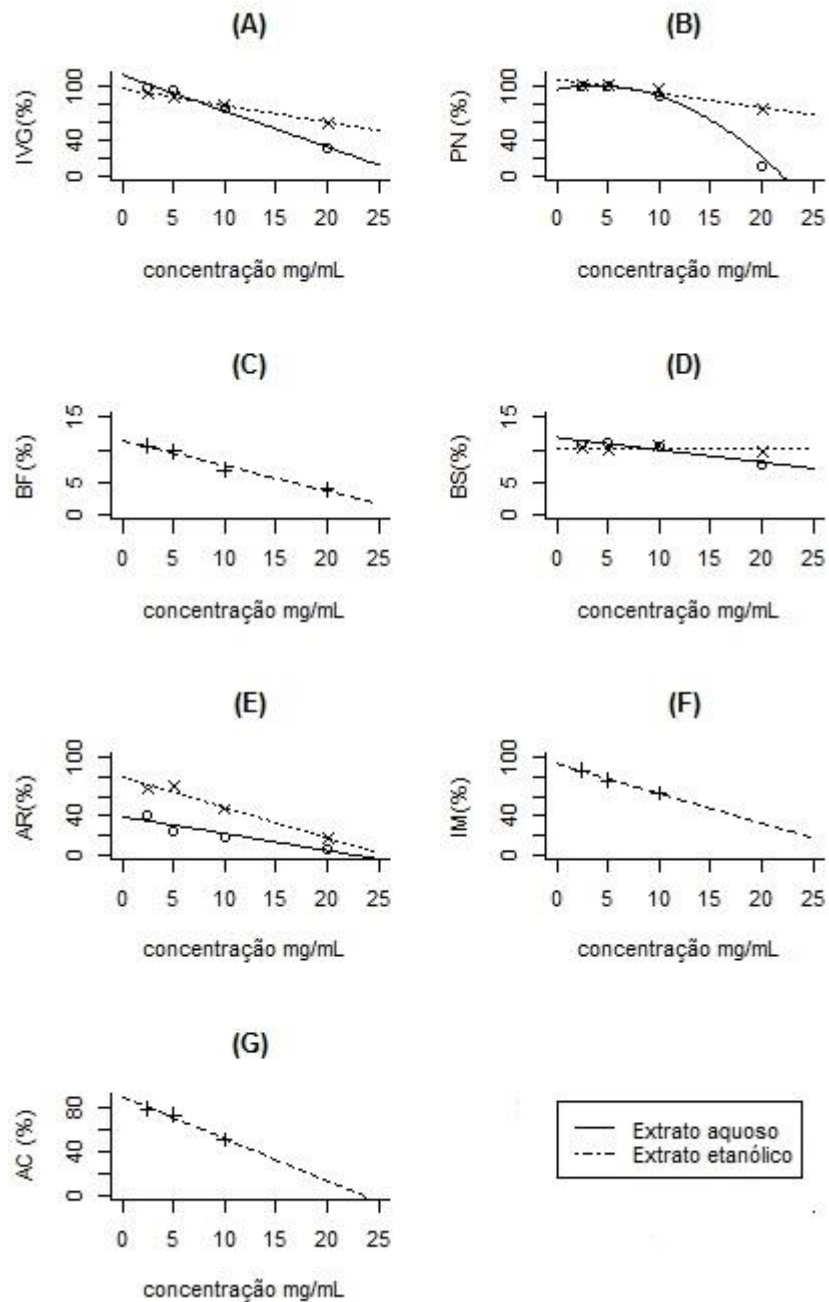 (A)
IVG(%)
0 40 100
0 5 10 15 20 25
concentração mg/mL
(B)
PN (%)
0 40 100
0 5 10 15 20 25
concentração mg/mL
(C)
BF(%)
0 5 15
0 5 10 15 20 25
concentração mg/mL
(D)
BS(%)
0 5 15
0 5 10 15 20 25
concentração mg/mL
(E)
AR(%)
0 40 100
0 5 10 15 20 25
concentração mg/mL
(F)
IM(%)
0 40 100
0 5 10 15 20 25
concentração mg/mL
(G)
AC (%)
0 40 80
0 5 10 15 20 25
concentração mg/mL
Extrato aquoso
Extrato etanólico